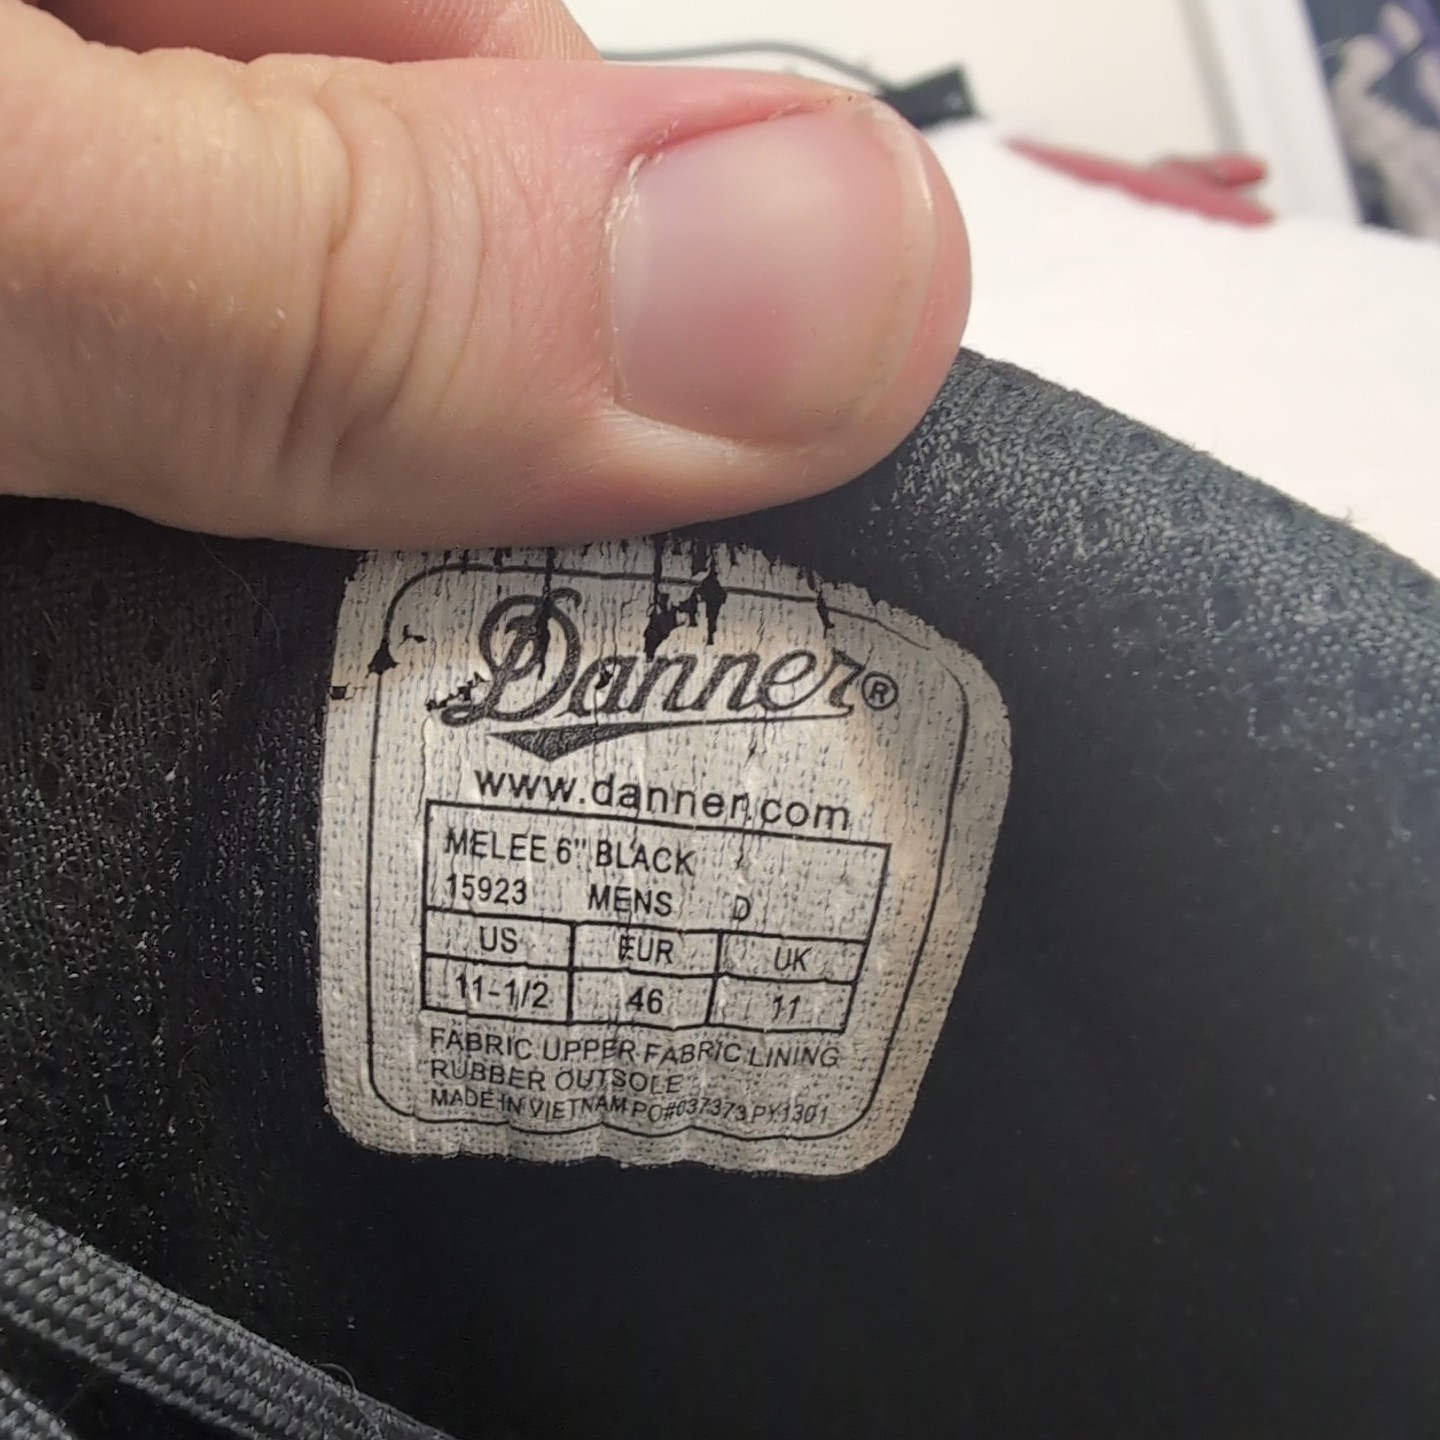 Danner®
www.danner.com
MELEE 6" BLACK
15923 MENS D
US EUR UK
11-1/2 46 11
FABRIC UPPER FABRIC LINING
RUBBER OUTSOLE
MADE IN VIETNAM PO#037373 PY1301